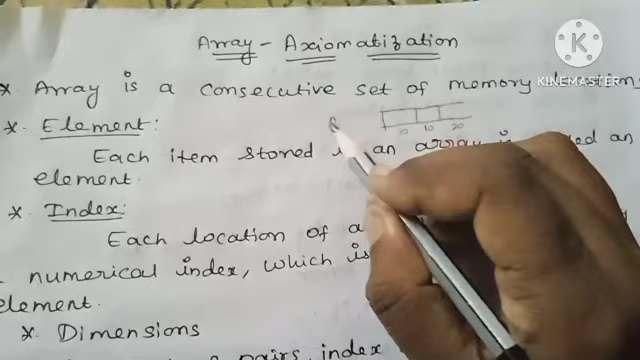 KINEMASTER
Array - Axiomatization
* Array is a consecutive set of memory
* Element:
10 10 20
Each item stored an array an
element.
* Index:
Each location of a
numerical index, which is
element.
* Dimensions
pairs index